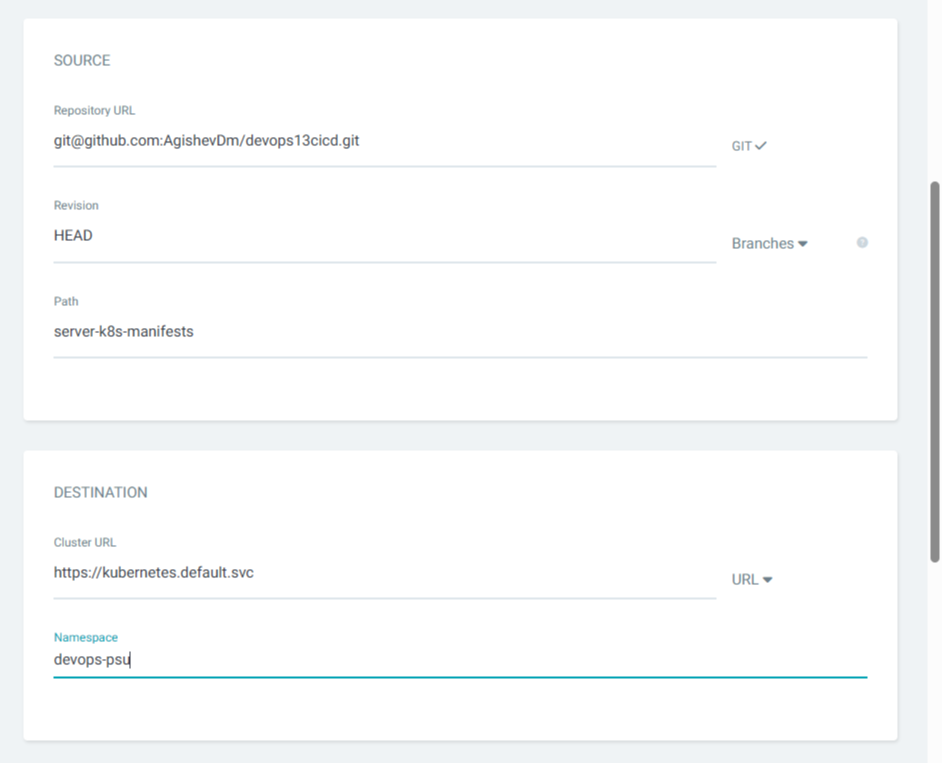 SOURCE
Repository URL
git@github.com:AgishevDm/devops13cicd.git
GIT
Revision
HEAD
Branches
?
Path
server-k8s-manifests
DESTINATION
Cluster URL
https://kubernetes.default.svc
URL
Namespace
devops-psu